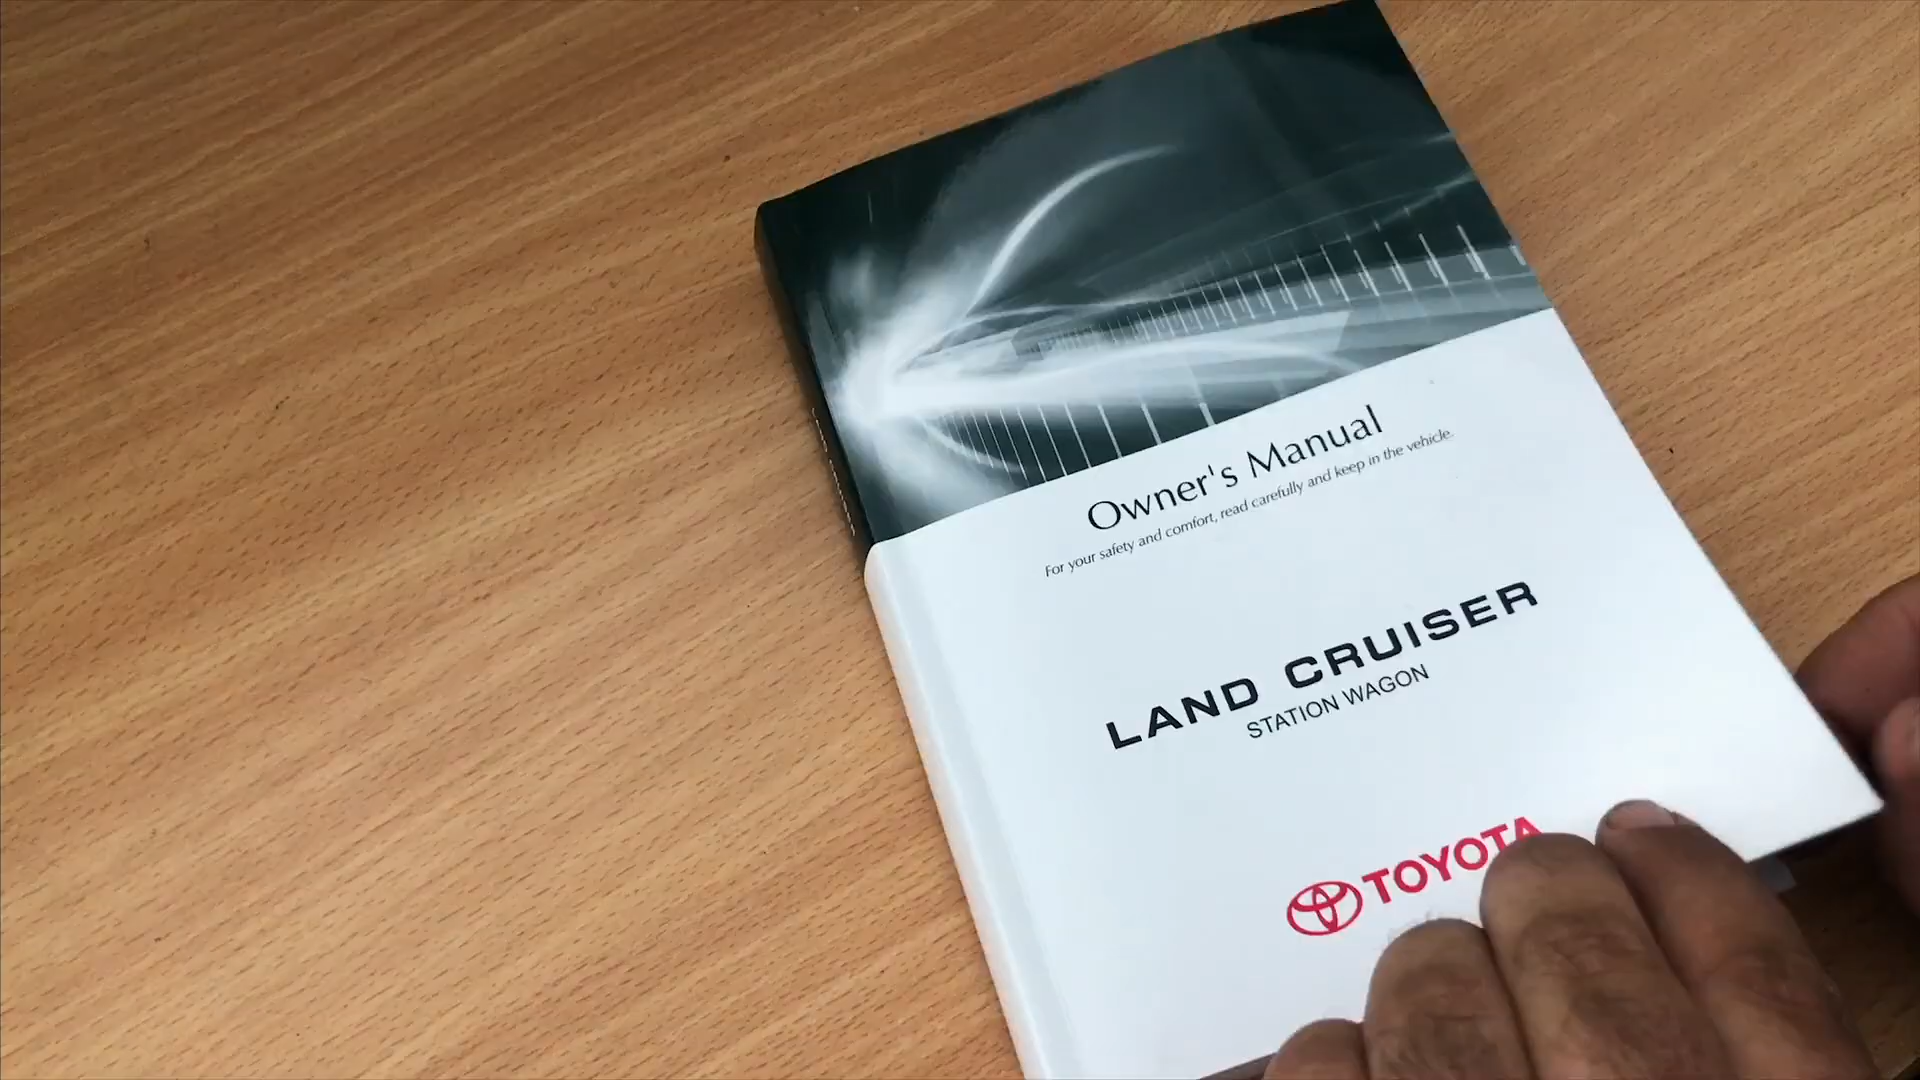 Owner's Manual
For your safety and comfort, read carefully and keep in the vehicle.
LAND CRUISER
STATION WAGON
TOYOTA